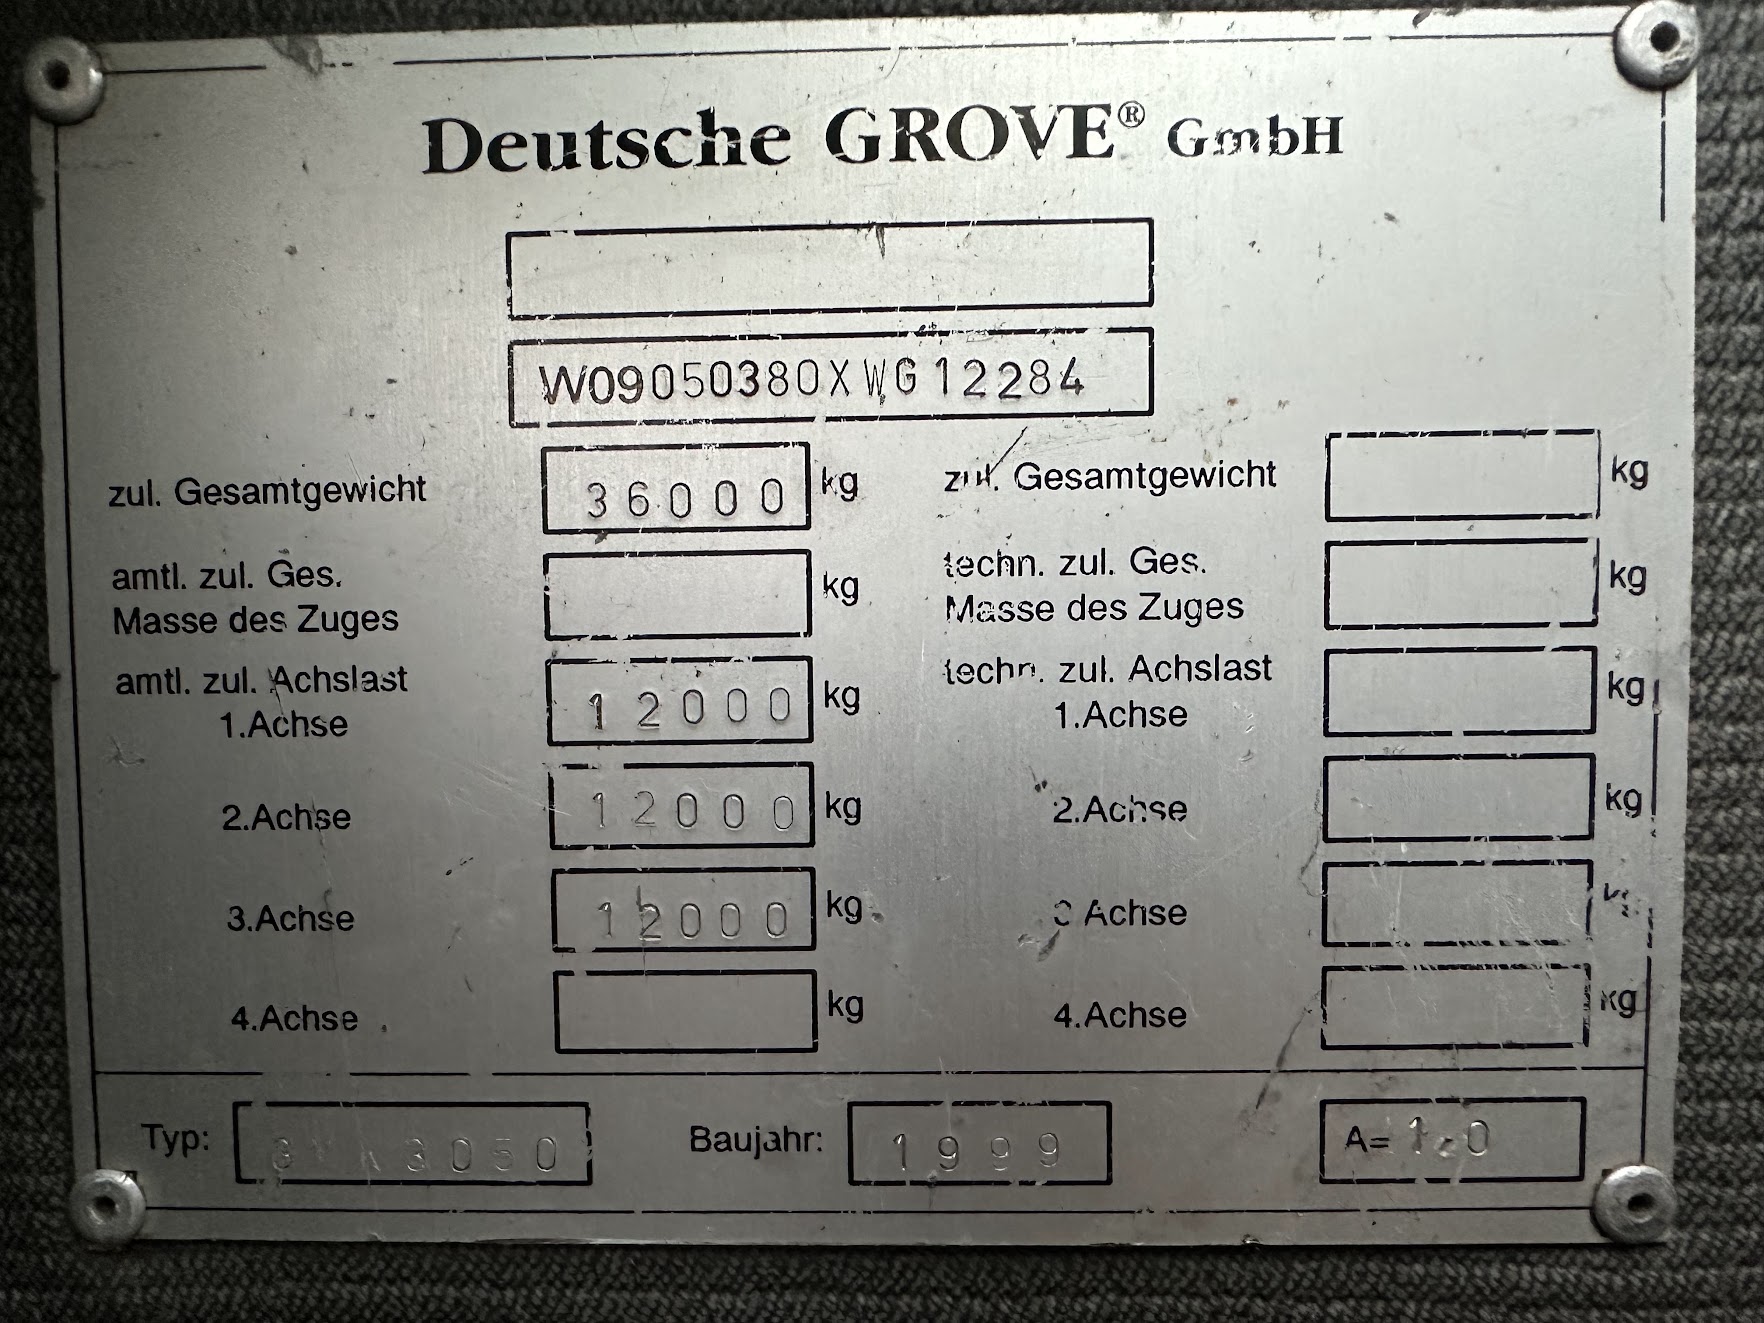 Deutsche GROVE® GmbH
W09050380XWG12284
zul. Gesamtgewicht 36000 kg zul. Gesamtgewicht kg
amtl. zul. Ges. kg techn. zul. Ges. kg
Masse des Zuges Masse des Zuges
amtl. zul. Achslast 12000 kg techn. zul. Achslast kg
1.Achse 1.Achse
2.Achse 12000 kg 2.Achse kg
3.Achse 12000 kg Achse
4.Achse kg 4.Achse kg
Typ: 3050 Baujahr: 1999 A= 1.0